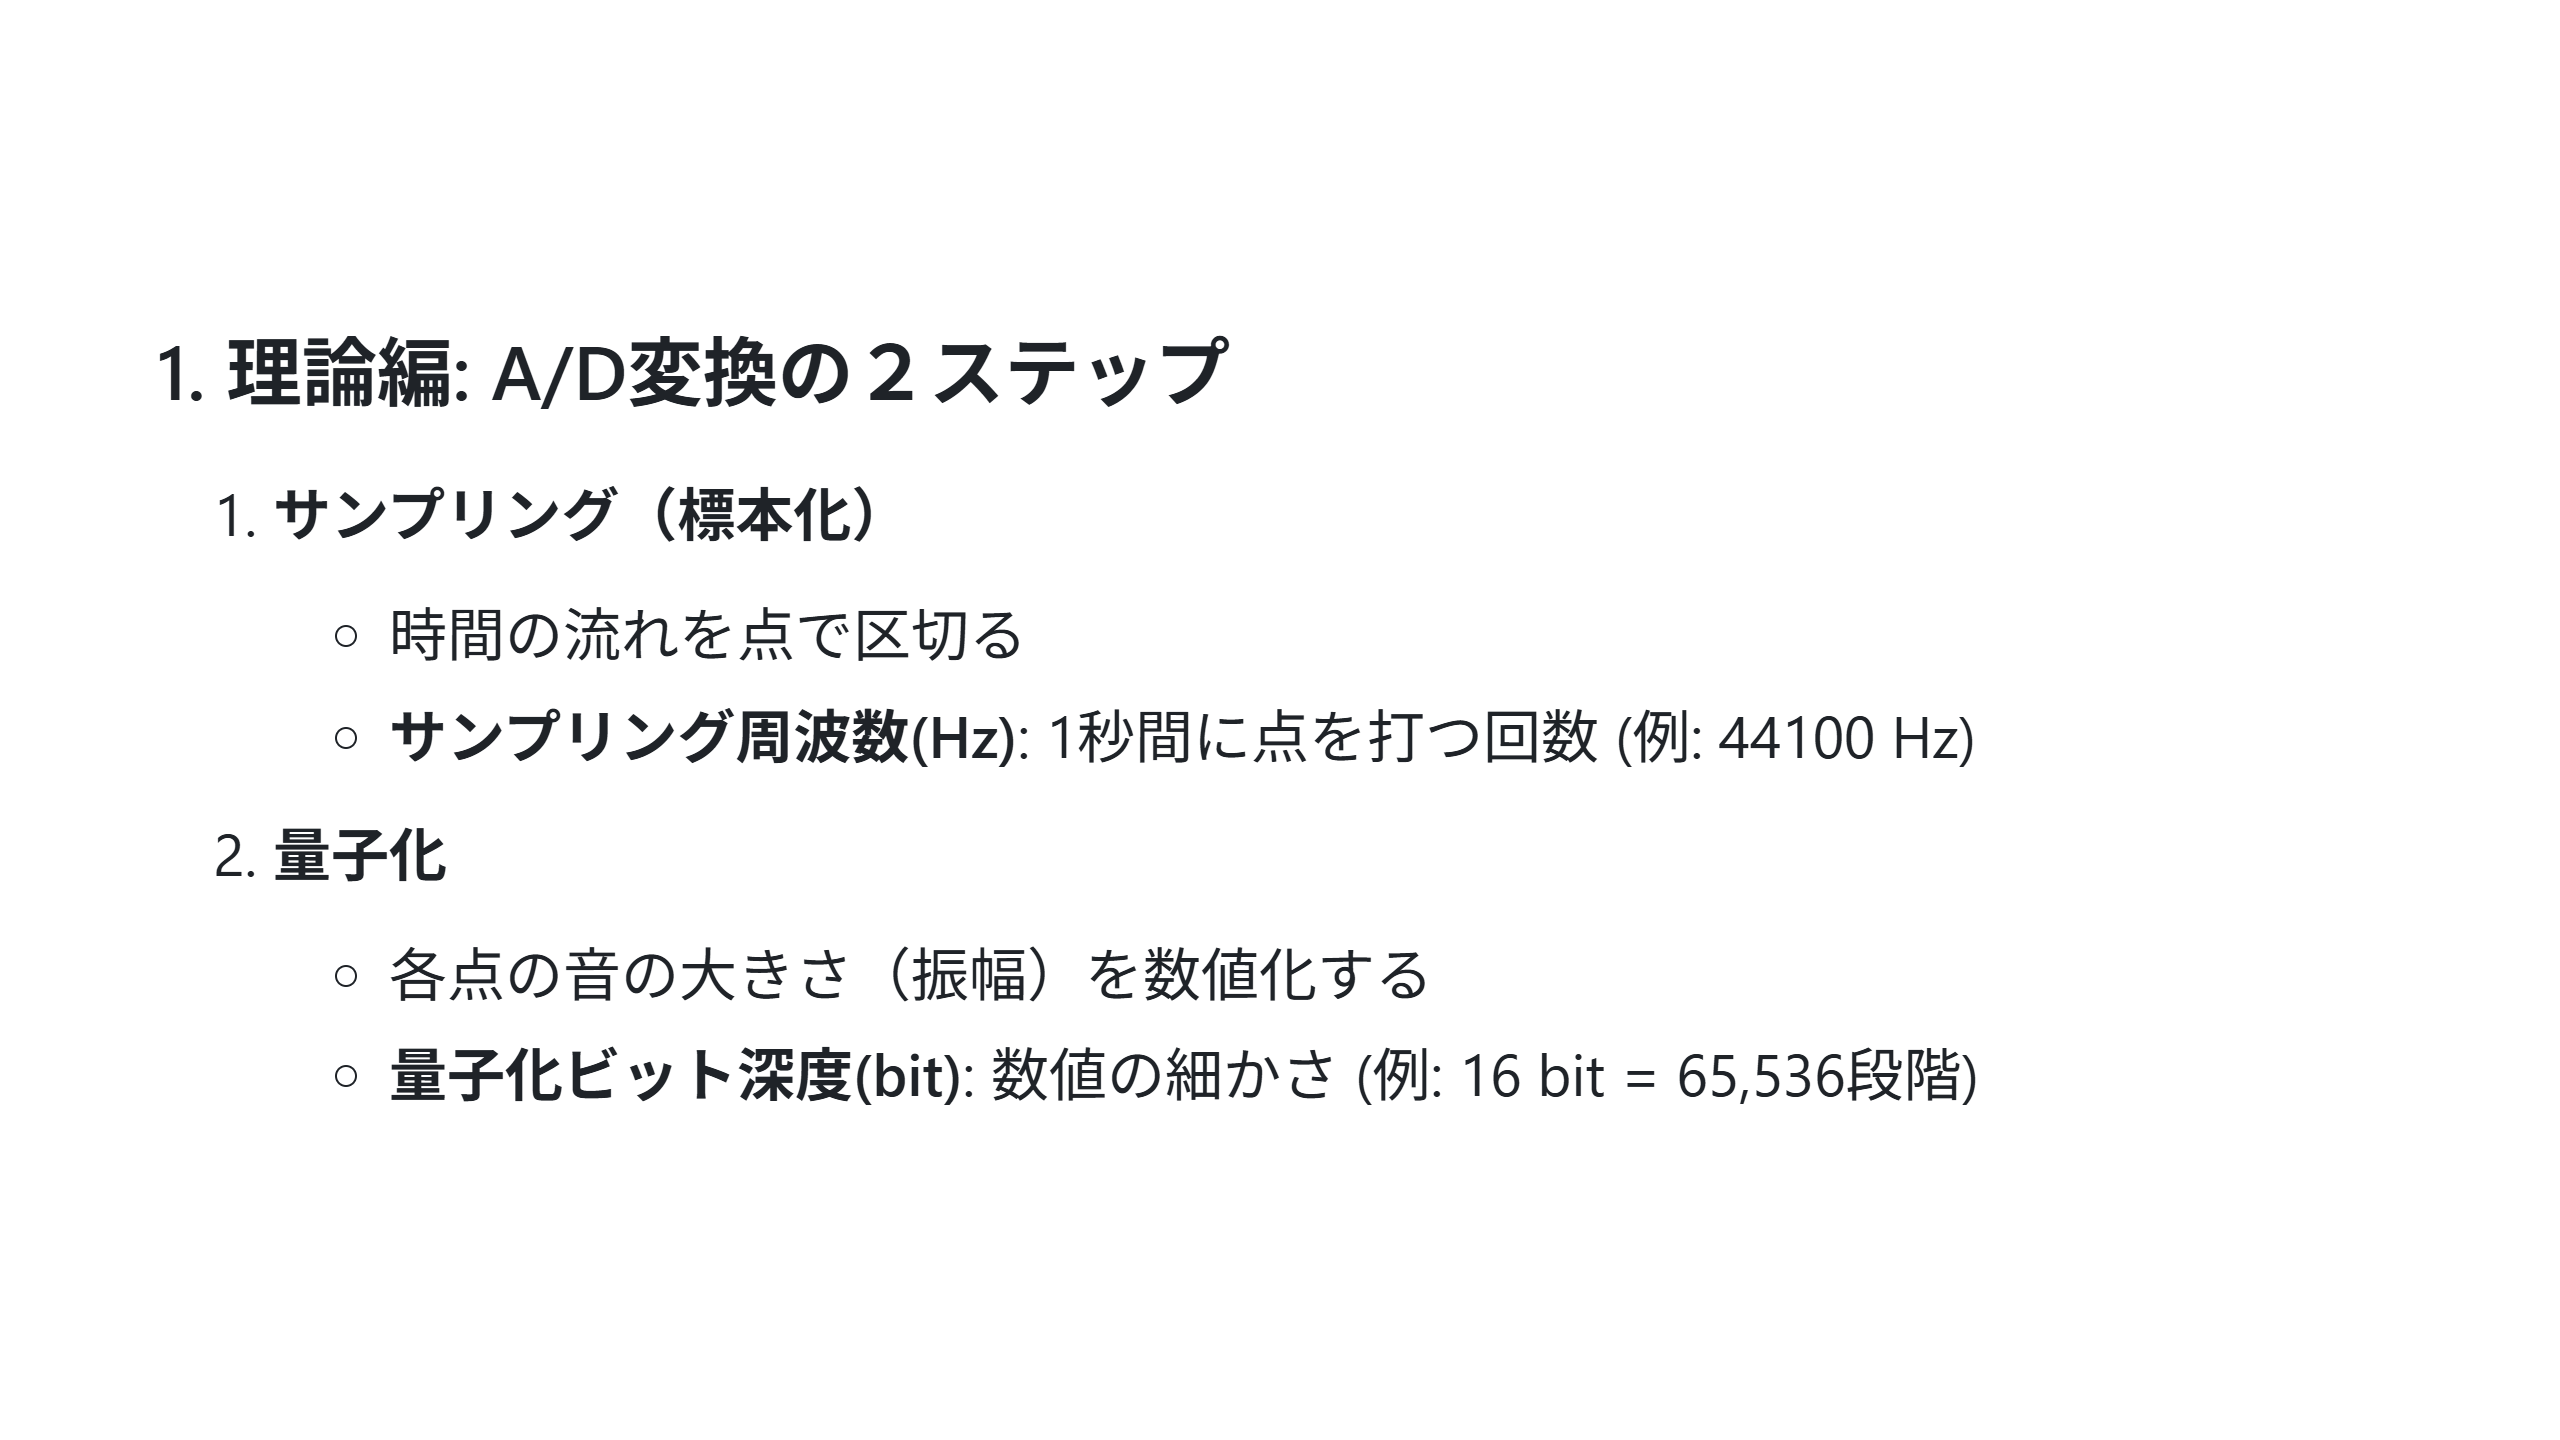 1. 理論編: A/D変換の２ステップ
1. サンプリング（標本化）
○ 時間の流れを点で区切る
○ サンプリング周波数(Hz): 1秒間に点を打つ回数 (例: 44100 Hz)
2. 量子化
○ 各点の音の大きさ（振幅）を数値化する
○ 量子化ビット深度(bit): 数値の細かさ (例: 16 bit = 65,536段階)